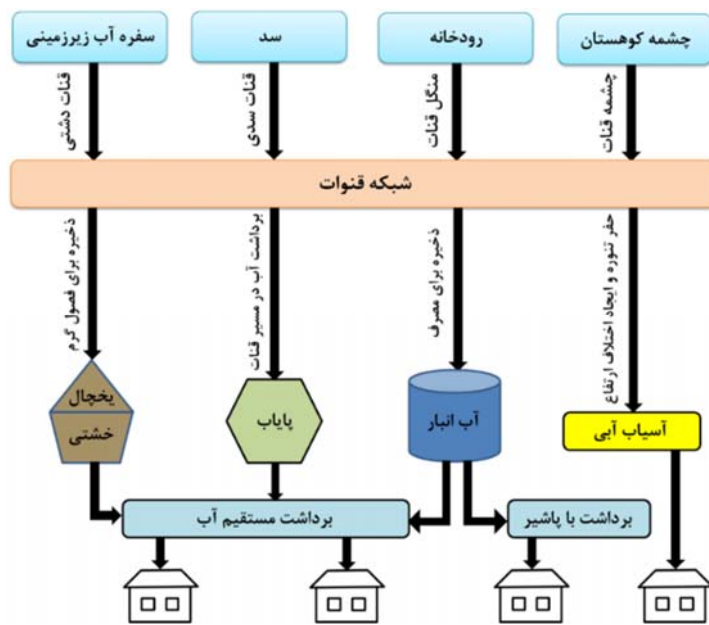 چشمه کوهستان
رودخانه
سد
سفره آب زیرزمینی
چشمه قنات
منگل قنات
قنات سدی
قنات دشتی
شبکه قنوات
حفر تنوره و ایجاد اختلاف ارتفاع
ذخیره برای مصرف
برداشت آب در مسیر قنات
ذخیره برای فصول گرم
آسیاب آبی
آب انبار
پایاب
یخچال
خشتی
برداشت با پاشیر
برداشت مستقیم آب